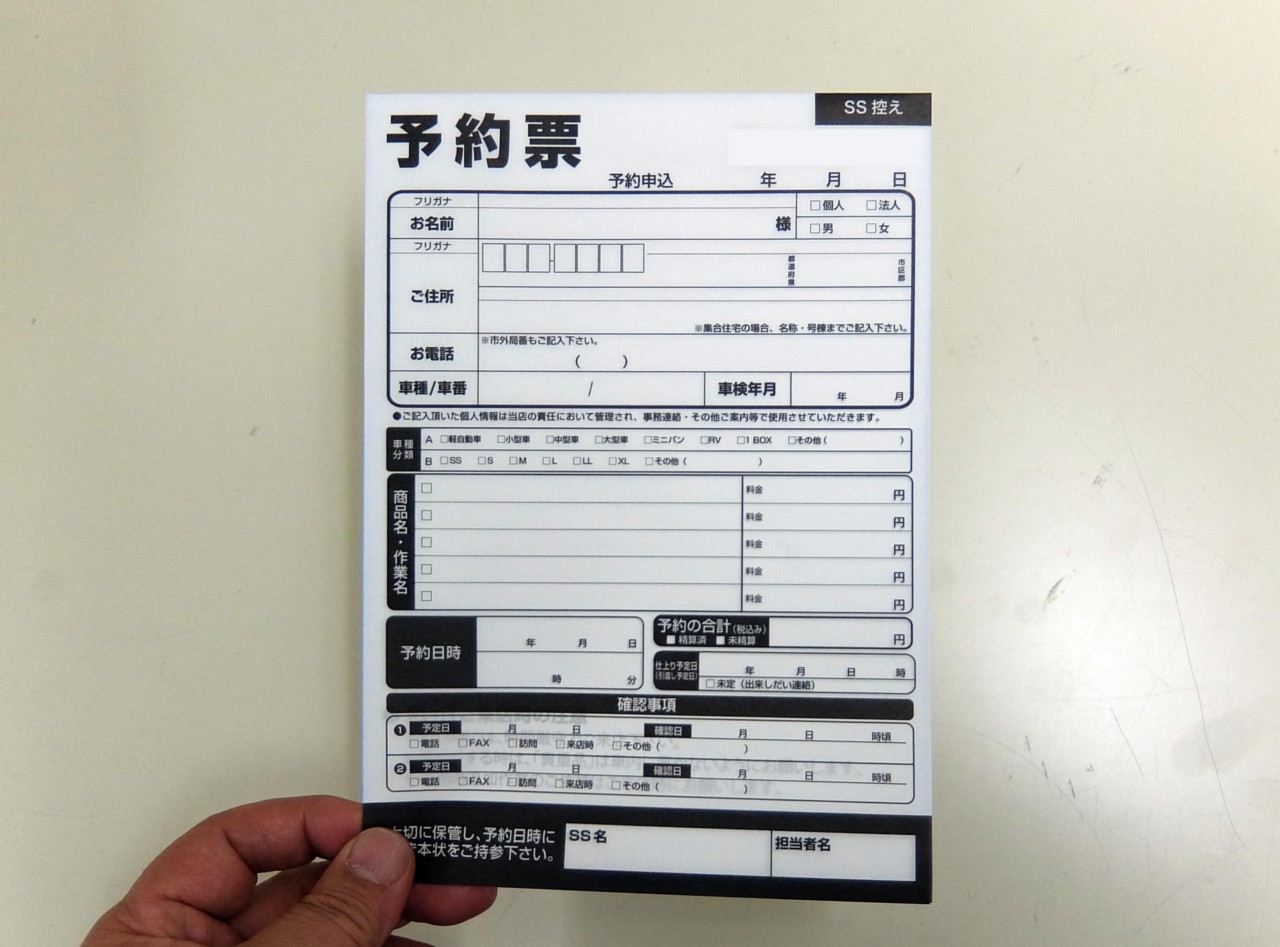 SS 控え
予約票
予約申込 年 月 日
フリガナ
お名前 様
□個人 □法人
□男 □女
フリガナ
ご住所
都道府県 市区郡
※集合住宅の場合、名称・号棟までご記入下さい。
お電話 ※市外局番もご記入下さい。
( )
車種/車番 / 車検年月 年 月
●ご記入頂いた個人情報は当店の責任において管理され、事務連絡・その他ご案内等で使用させていただきます。
車種分類
A □軽自動車 □小型車 □中型車 □大型車 □ミニバン □RV □1 BOX □その他 ( )
B □SS □S □M □L □LL □XL □その他 ( )
商品名・作業名
□ 料金 円
□ 料金 円
□ 料金 円
□ 料金 円
□ 料金 円
予約日時 年 月 日
時 分
予約の合計(税込み) 円
■精算済 ■未精算
仕上り予定日
(引渡し予定日)
年 月 日 時
□未定 (出来しだい連絡)
確認事項
❶ 予定日 月 日 確認日 月 日 時頃
□電話 □FAX □訪問 □来店時 □その他 ( )
❷ 予定日 月 日 確認日 月 日 時頃
□電話 □FAX □訪問 □来店時 □その他 ( )
切に保管し、予約日時に
本状をご持参下さい。
SS名 担当者名